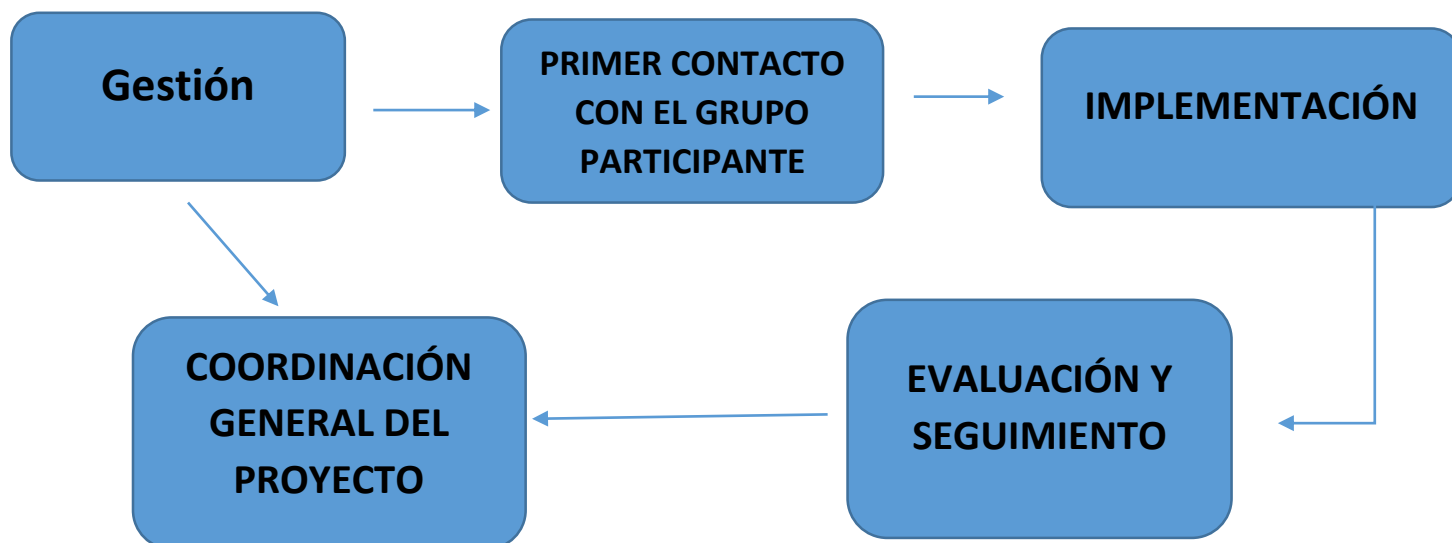 Gestión
PRIMER CONTACTO
CON EL GRUPO
PARTICIPANTE
IMPLEMENTACIÓN
COORDINACIÓN
GENERAL DEL
PROYECTO
EVALUACIÓN Y
SEGUIMIENTO